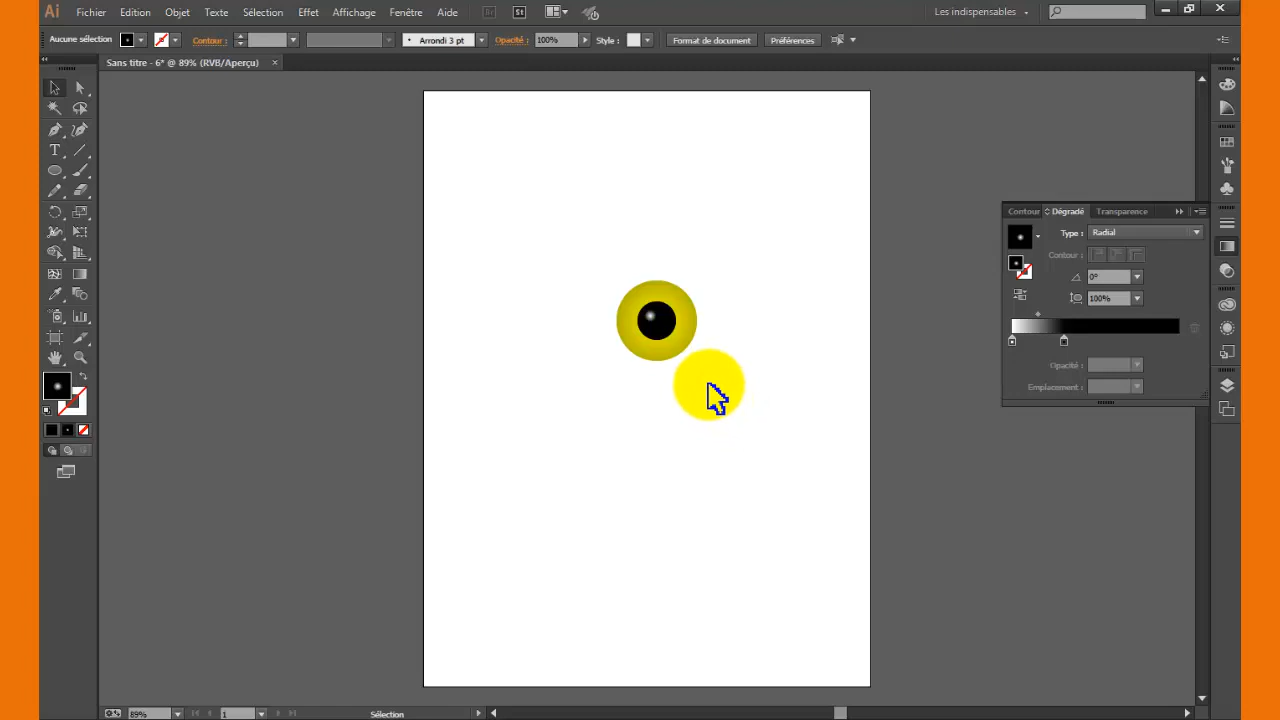 Ai Fichier Edition Objet Texte Sélection Effet Affichage Fenêtre Aide Br St Les indispensables
Aucune sélection Contour : Arrondi 3 pt Opacité : 100% Style : Format de document Préférences
Sans titre - 6* @ 89% (RVB/Aperçu) ×
Contour Dégradé Transparence
Type : Radial
Contour :
0°
100%
Opacité :
Emplacement :
89% 1 Sélection